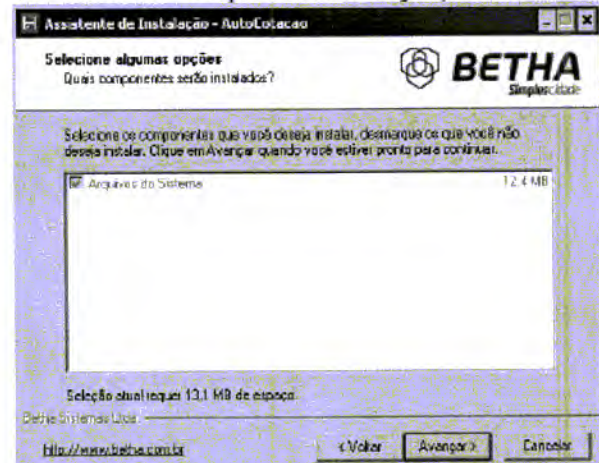 Assistente de Instalação - AutoCotacao
Selecione algumas opções
Quais componentes serão instalados?
BETHA
Simplescidade
Selecione os componentes que você deseja instalar, desmarque os que você não
deseja instalar. Clique em Avançar quando você estiver pronto para continuar.
Arquivos do Sistema 12,4 MB
Seleção atual requer 13,1 MB de espaço.
Betha Sistemas Ltda.
http://www.betha.com.br
< Voltar Avançar > Cancelar